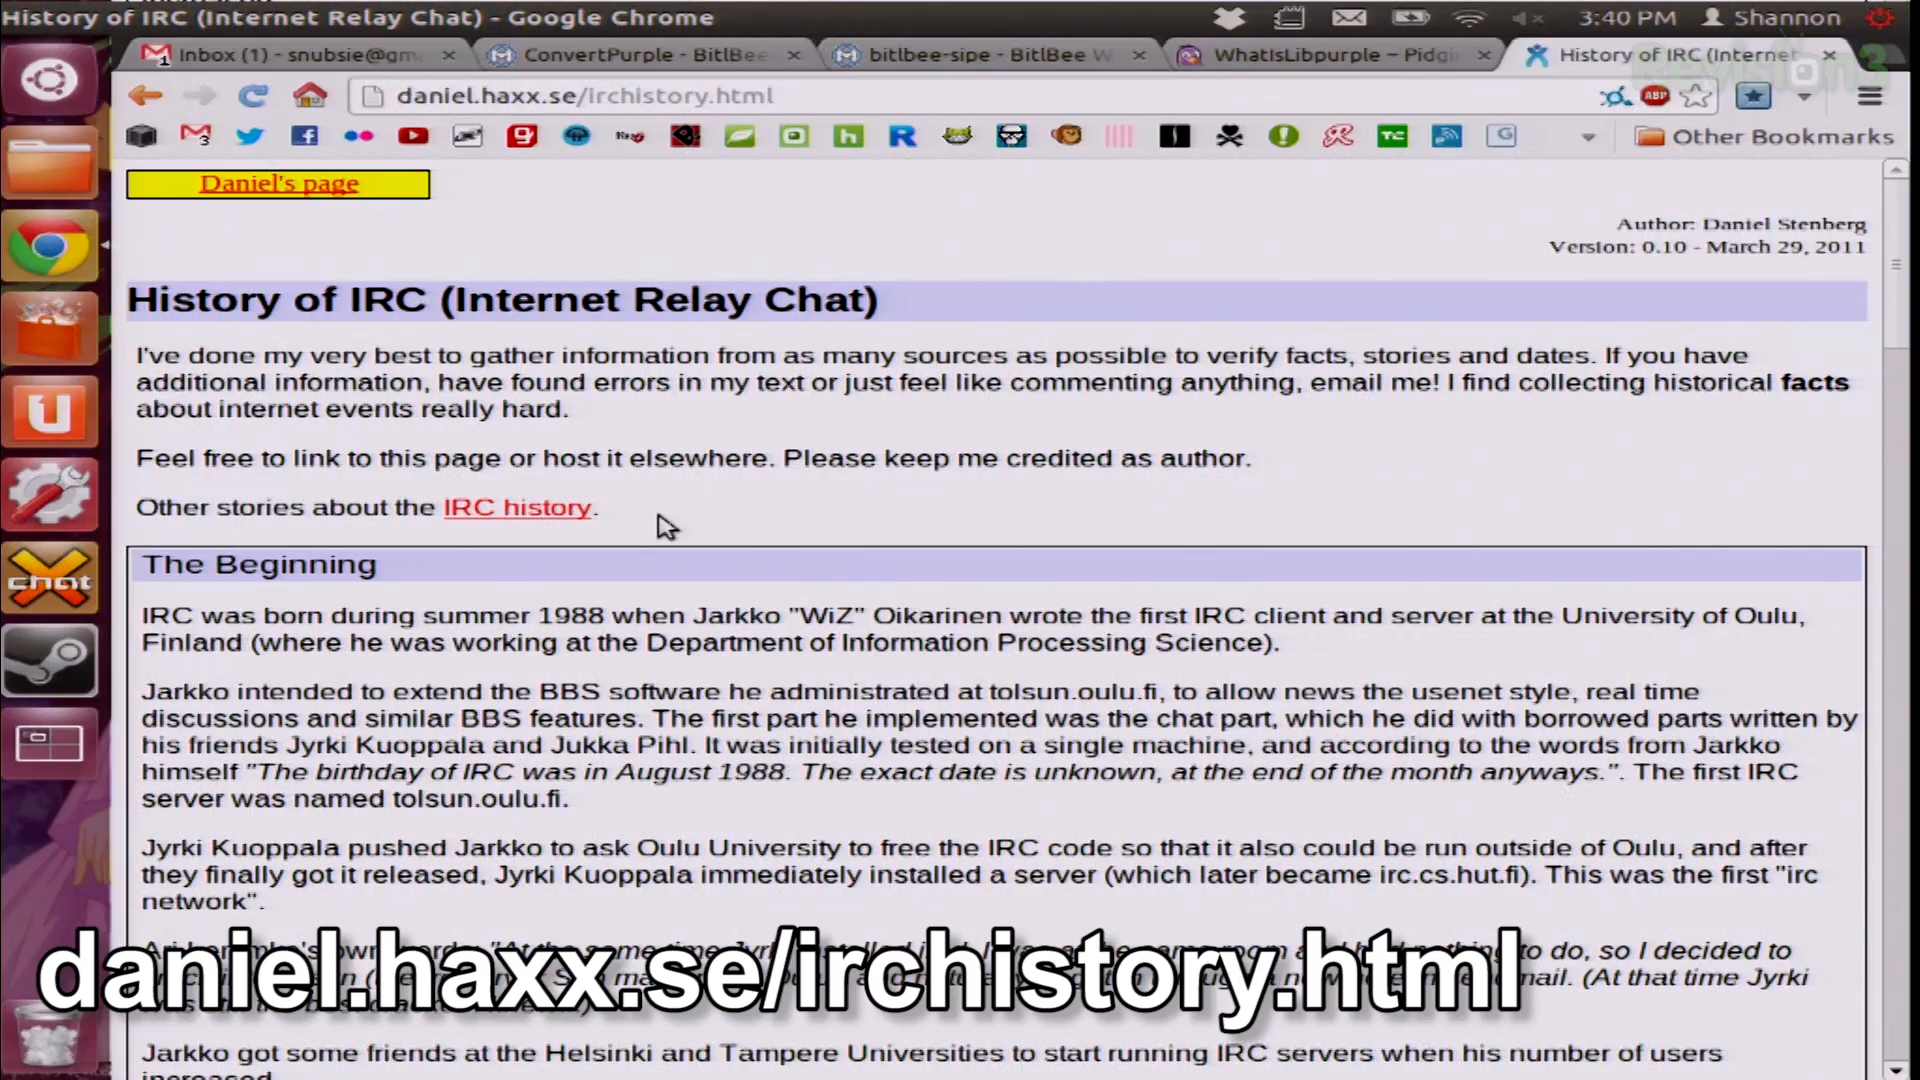 History of IRC (Internet Relay Chat) - Google Chrome
3:40 PM
Shannon
Inbox (1) - snubsie@gm
ConvertPurple - BitlBee
bitlbee-sipe - BitlBee W
WhatIsLibpurple – Pidgi
History of IRC (Internet
Revision3
daniel.haxx.se/irchistory.html
ABP
Other Bookmarks
Daniel's page
Author: Daniel Stenberg
Version: 0.10 - March 29, 2011
History of IRC (Internet Relay Chat)
I've done my very best to gather information from as many sources as possible to verify facts, stories and dates. If you have
additional information, have found errors in my text or just feel like commenting anything, email me! I find collecting historical facts
about internet events really hard.
Feel free to link to this page or host it elsewhere. Please keep me credited as author.
Other stories about the IRC history.
The Beginning
IRC was born during summer 1988 when Jarkko "WiZ" Oikarinen wrote the first IRC client and server at the University of Oulu,
Finland (where he was working at the Department of Information Processing Science).
Jarkko intended to extend the BBS software he administrated at tolsun.oulu.fi, to allow news the usenet style, real time
discussions and similar BBS features. The first part he implemented was the chat part, which he did with borrowed parts written by
his friends Jyrki Kuoppala and Jukka Pihl. It was initially tested on a single machine, and according to the words from Jarkko
himself "The birthday of IRC was in August 1988. The exact date is unknown, at the end of the month anyways.". The first IRC
server was named tolsun.oulu.fi.
Jyrki Kuoppala pushed Jarkko to ask Oulu University to free the IRC code so that it also could be run outside of Oulu, and after
they finally got it released, Jyrki Kuoppala immediately installed a server (which later became irc.cs.hut.fi). This was the first "irc
network".
to do, so I decided to
mail. (At that time Jyrki
daniel.haxx.se/irchistory.html
Jarkko got some friends at the Helsinki and Tampere Universities to start running IRC servers when his number of users
increased
chat